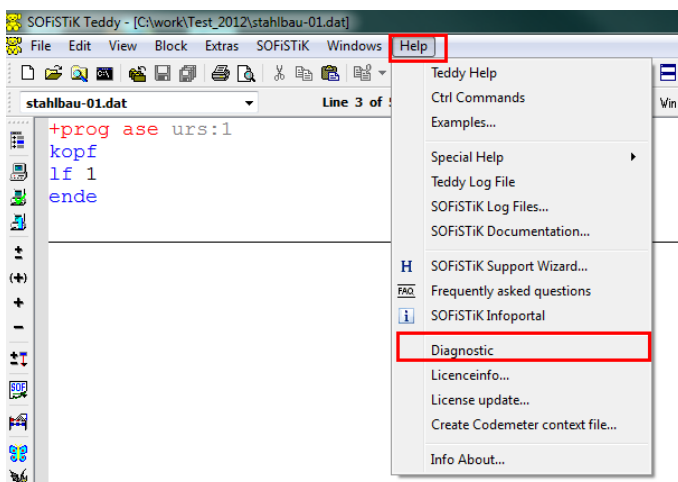 SOFiSTiK Teddy - [C:\work\Test_2012\stahlbau-01.dat]
File Edit View Block Extras SOFiSTiK Windows Help
stahlbau-01.dat Line 3 of
+prog ase urs:1
kopf
lf 1
ende
Teddy Help
Ctrl Commands
Examples...
Special Help
Teddy Log File
SOFiSTiK Log Files...
SOFiSTiK Documentation...
H SOFiSTiK Support Wizard...
FAQ Frequently asked questions
i SOFiSTiK Infoportal
Diagnostic
Licenceinfo...
License update...
Create Codemeter context file...
Info About...
Win
SOF